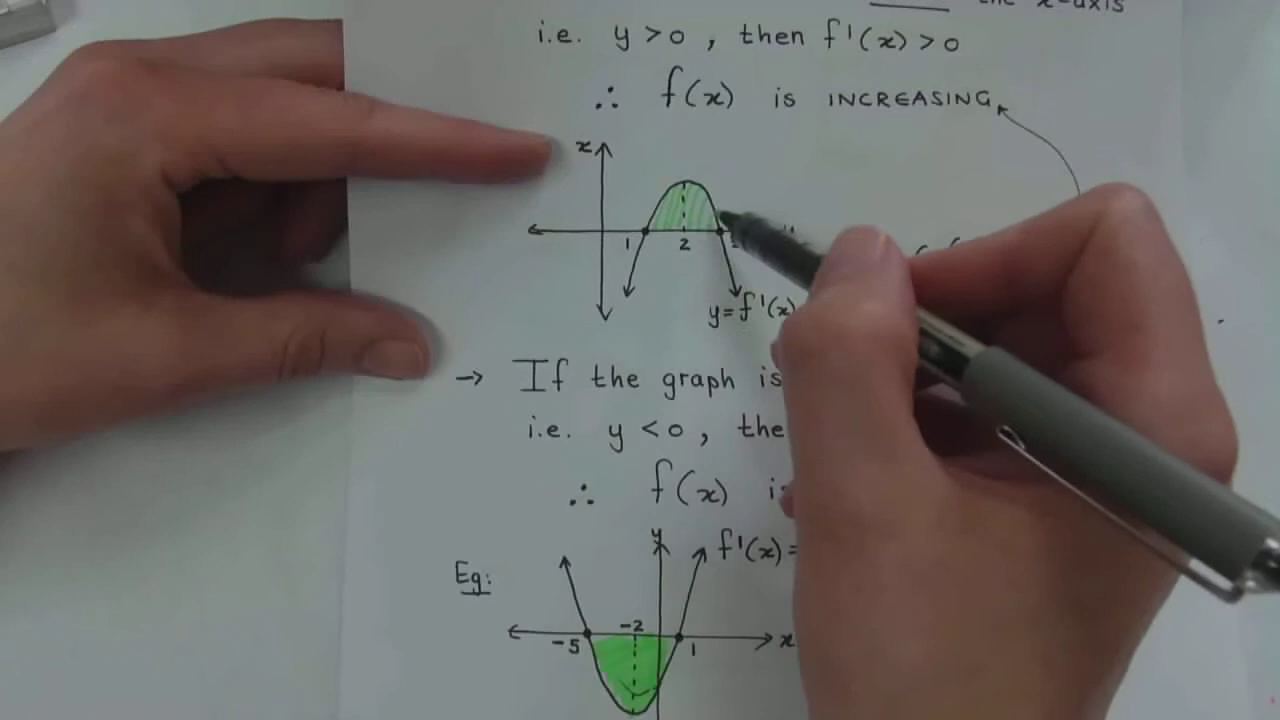 the x-axis
i.e. y > 0 , then f'(x) > 0
∴ f(x) is INCREASING
x
1 2
y = f'(x)
→ If the graph is
i.e. y < 0 , the
∴ f(x) is
y f'(x) =
Eg:
-2
-5 1 x